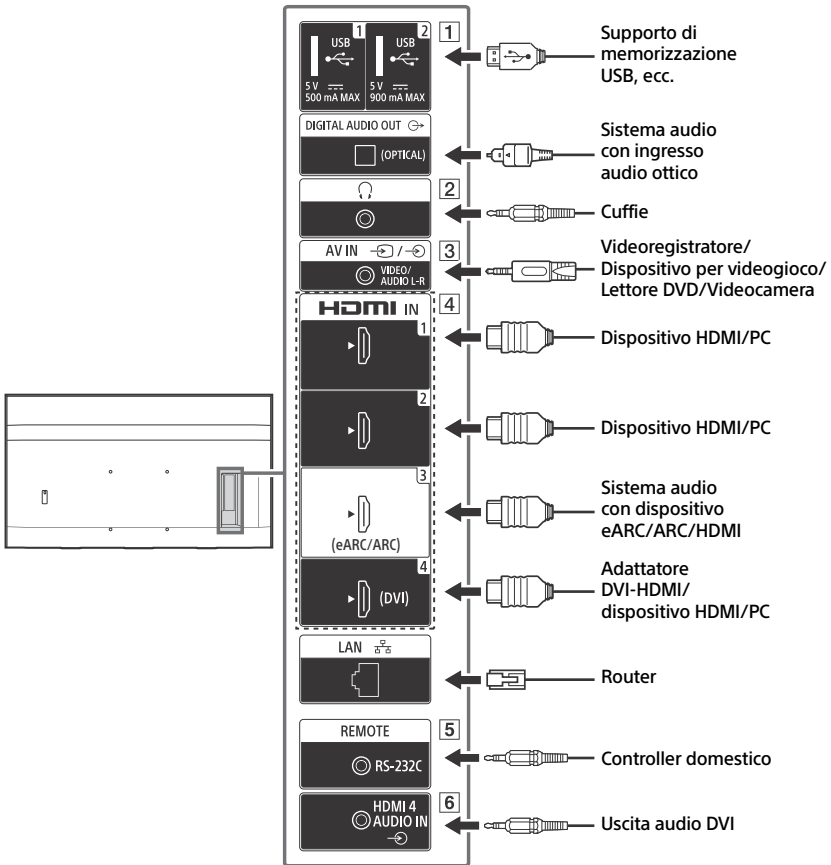 1
USB
5 V
500 mA MAX
2
USB
5 V
900 mA MAX
1
Supporto di
memorizzazione
USB, ecc.
DIGITAL AUDIO OUT
(OPTICAL)
Sistema audio
con ingresso
audio ottico
2
Cuffie
AV IN
/
3
VIDEO/
AUDIO L-R
Videoregistratore/
Dispositivo per videogioco/
Lettore DVD/Videocamera
HDMI IN
4
1
Dispositivo HDMI/PC
2
Dispositivo HDMI/PC
3
(eARC/ARC)
Sistema audio
con dispositivo
eARC/ARC/HDMI
4
(DVI)
Adattatore
DVI-HDMI/
dispositivo HDMI/PC
LAN
Router
REMOTE
5
RS-232C
Controller domestico
6
HDMI 4
AUDIO IN
Uscita audio DVI